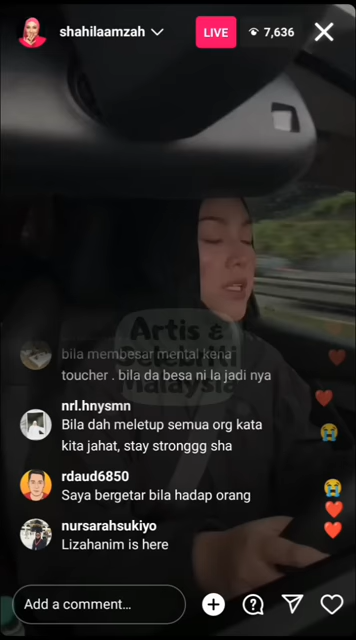 shahilaamzah
LIVE
7,636
Artis &
Selebriti
Malaysia
bila membesar mental kena
toucher . bila da besa ni la jadi nya
nrl.hnysmn
Bila dah meletup semua org kata
kita jahat, stay stronggg sha
rdaud6850
Saya bergetar bila hadap orang
nursarahsukiyo
Lizahanim is here
Add a comment...